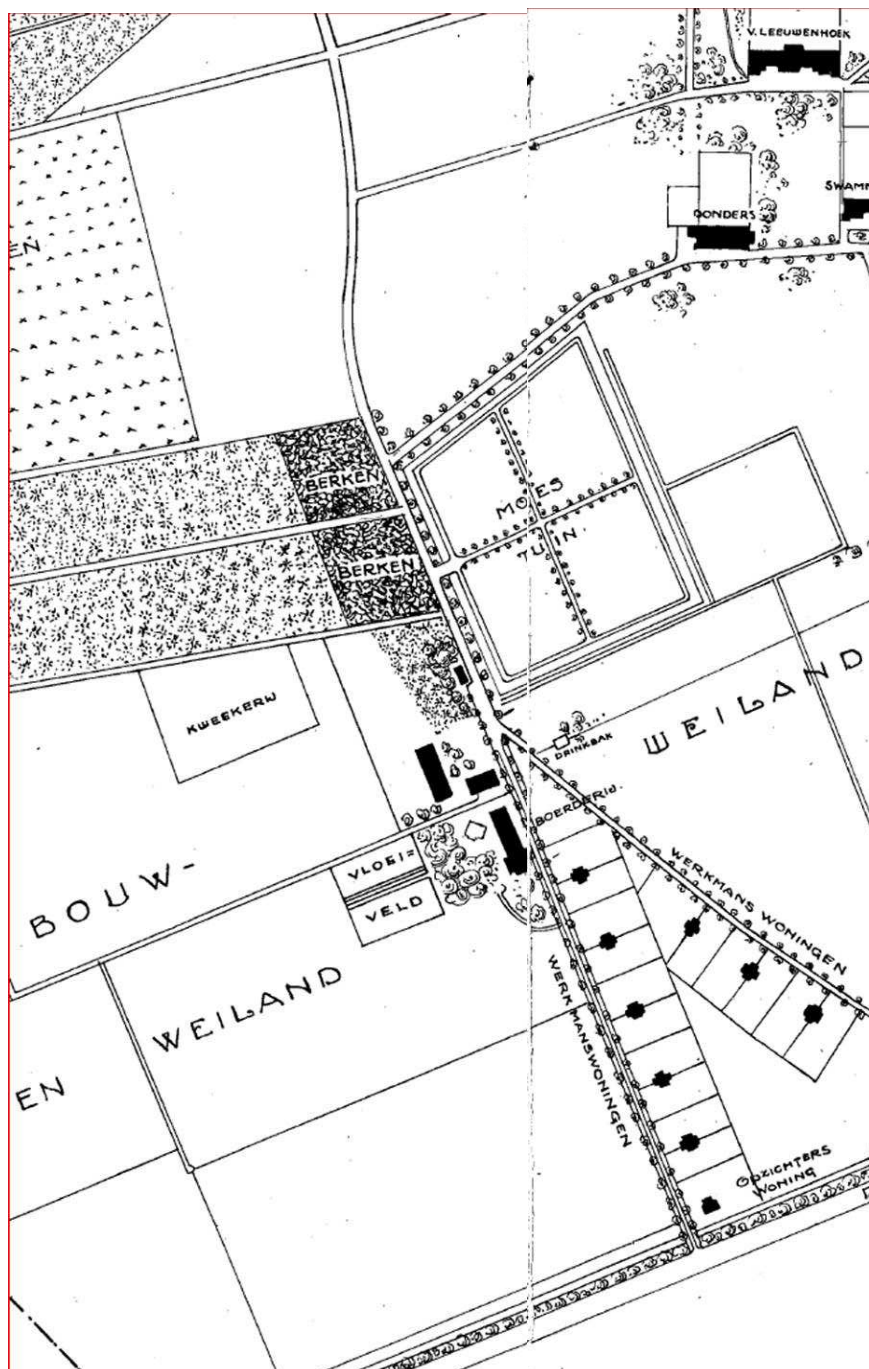 V. LEEUWENHOEK
SWAMM
DONDERS
EN
BERKEN
MOES
TUIN
BERKEN
WEILAND
KWEEKERIJ
DRINKBAK
BOERDERIJ
BOUW-
VLOEI=
VELD
WERKMANS WONINGEN
WEILAND
WERKMANSWONINGEN
EN
OPZICHTERS
WONING